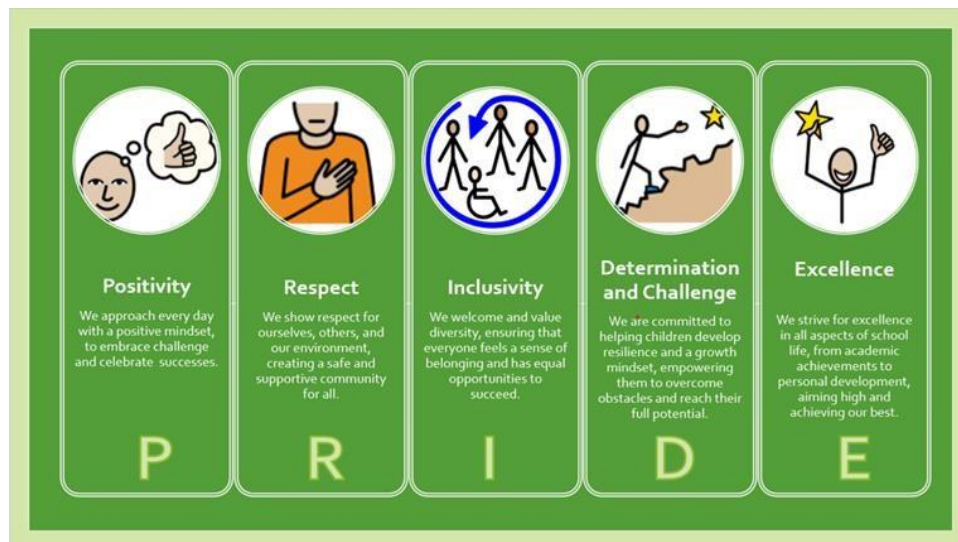 Positivity
We approach every day
with a positive mindset,
to embrace challenge
and celebrate successes.
P
Respect
We show respect for
ourselves, others, and
our environment,
creating a safe and
supportive community
for all.
R
Inclusivity
We welcome and value
diversity, ensuring that
everyone feels a sense of
belonging and has equal
opportunities to
succeed.
I
Determination
and Challenge
We are committed to
helping children develop
resilience and a growth
mindset, empowering
them to overcome
obstacles and reach their
full potential.
D
Excellence
We strive for excellence
in all aspects of school
life, from academic
achievements to
personal development,
aiming high and
achieving our best.
E